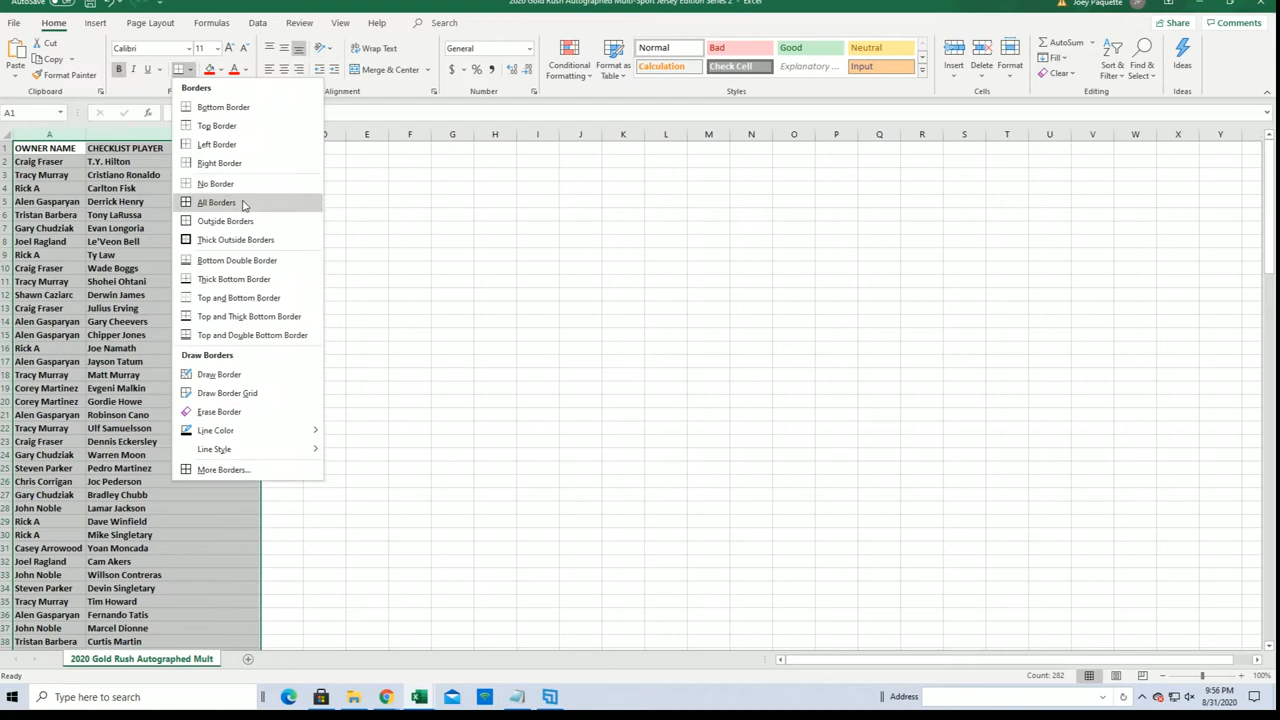 AutoSave
2020 Gold Rush Autographed Multi-Sport Jersey Edition Series 2 - Excel
Joey Paquette
JP
File Home Insert Page Layout Formulas Data Review View Help Search
Share Comments
Paste
Cut
Copy
Format Painter
Clipboard
Calibri 11
B I U
Wrap Text
Merge & Center
General
$ % ,
Conditional Formatting
Format as Table
Normal Bad Good Neutral
Calculation Check Cell Explanatory ... Input
Styles
Insert Delete Format
Cells
AutoSum
Fill
Clear
Sort & Filter
Find & Select
Editing
Ideas
Ideas
A1
fx
A D E F G H I J K L M N O P Q R S T U V W X Y
1 OWNER NAME CHECKLIST PLAYER
2 Craig Fraser T.Y. Hilton
3 Tracy Murray Cristiano Ronaldo
4 Rick A Carlton Fisk
5 Alen Gasparyan Derrick Henry
6 Tristan Barbera Tony LaRussa
7 Gary Chudziak Evan Longoria
8 Joel Ragland Le'Veon Bell
9 Rick A Ty Law
10 Craig Fraser Wade Boggs
11 Tracy Murray Shohei Ohtani
12 Shawn Caziarc Derwin James
13 Craig Fraser Julius Erving
14 Alen Gasparyan Gary Cheevers
15 Alen Gasparyan Chipper Jones
16 Rick A Joe Namath
17 Alen Gasparyan Jayson Tatum
18 Tracy Murray Matt Murray
19 Corey Martinez Evgeni Malkin
20 Corey Martinez Gordie Howe
21 Alen Gasparyan Robinson Cano
22 Tracy Murray Ulf Samuelsson
23 Craig Fraser Dennis Eckersley
24 Gary Chudziak Warren Moon
25 Steven Parker Pedro Martinez
26 Chris Corrigan Joc Pederson
27 Gary Chudziak Bradley Chubb
28 John Noble Lamar Jackson
29 Rick A Dave Winfield
30 Rick A Mike Singletary
31 Casey Arrowood Yoan Moncada
32 Joel Ragland Cam Akers
33 John Noble Willson Contreras
34 Steven Parker Devin Singletary
35 Tracy Murray Tim Howard
36 Alen Gasparyan Fernando Tatis
37 John Noble Marcel Dionne
38 Tristan Barbera Curtis Martin
Borders
Bottom Border
Top Border
Left Border
Right Border
No Border
All Borders
Outside Borders
Thick Outside Borders
Bottom Double Border
Thick Bottom Border
Top and Bottom Border
Top and Thick Bottom Border
Top and Double Bottom Border
Draw Borders
Draw Border
Draw Border Grid
Erase Border
Line Color
Line Style
More Borders...
2020 Gold Rush Autographed Mult
Ready
Count: 282
100%
Type here to search
Address
9:56 PM
8/31/2020